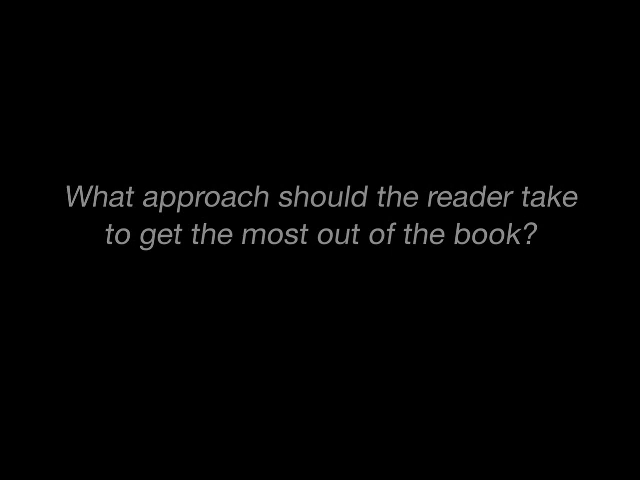 What approach should the reader take
to get the most out of the book?